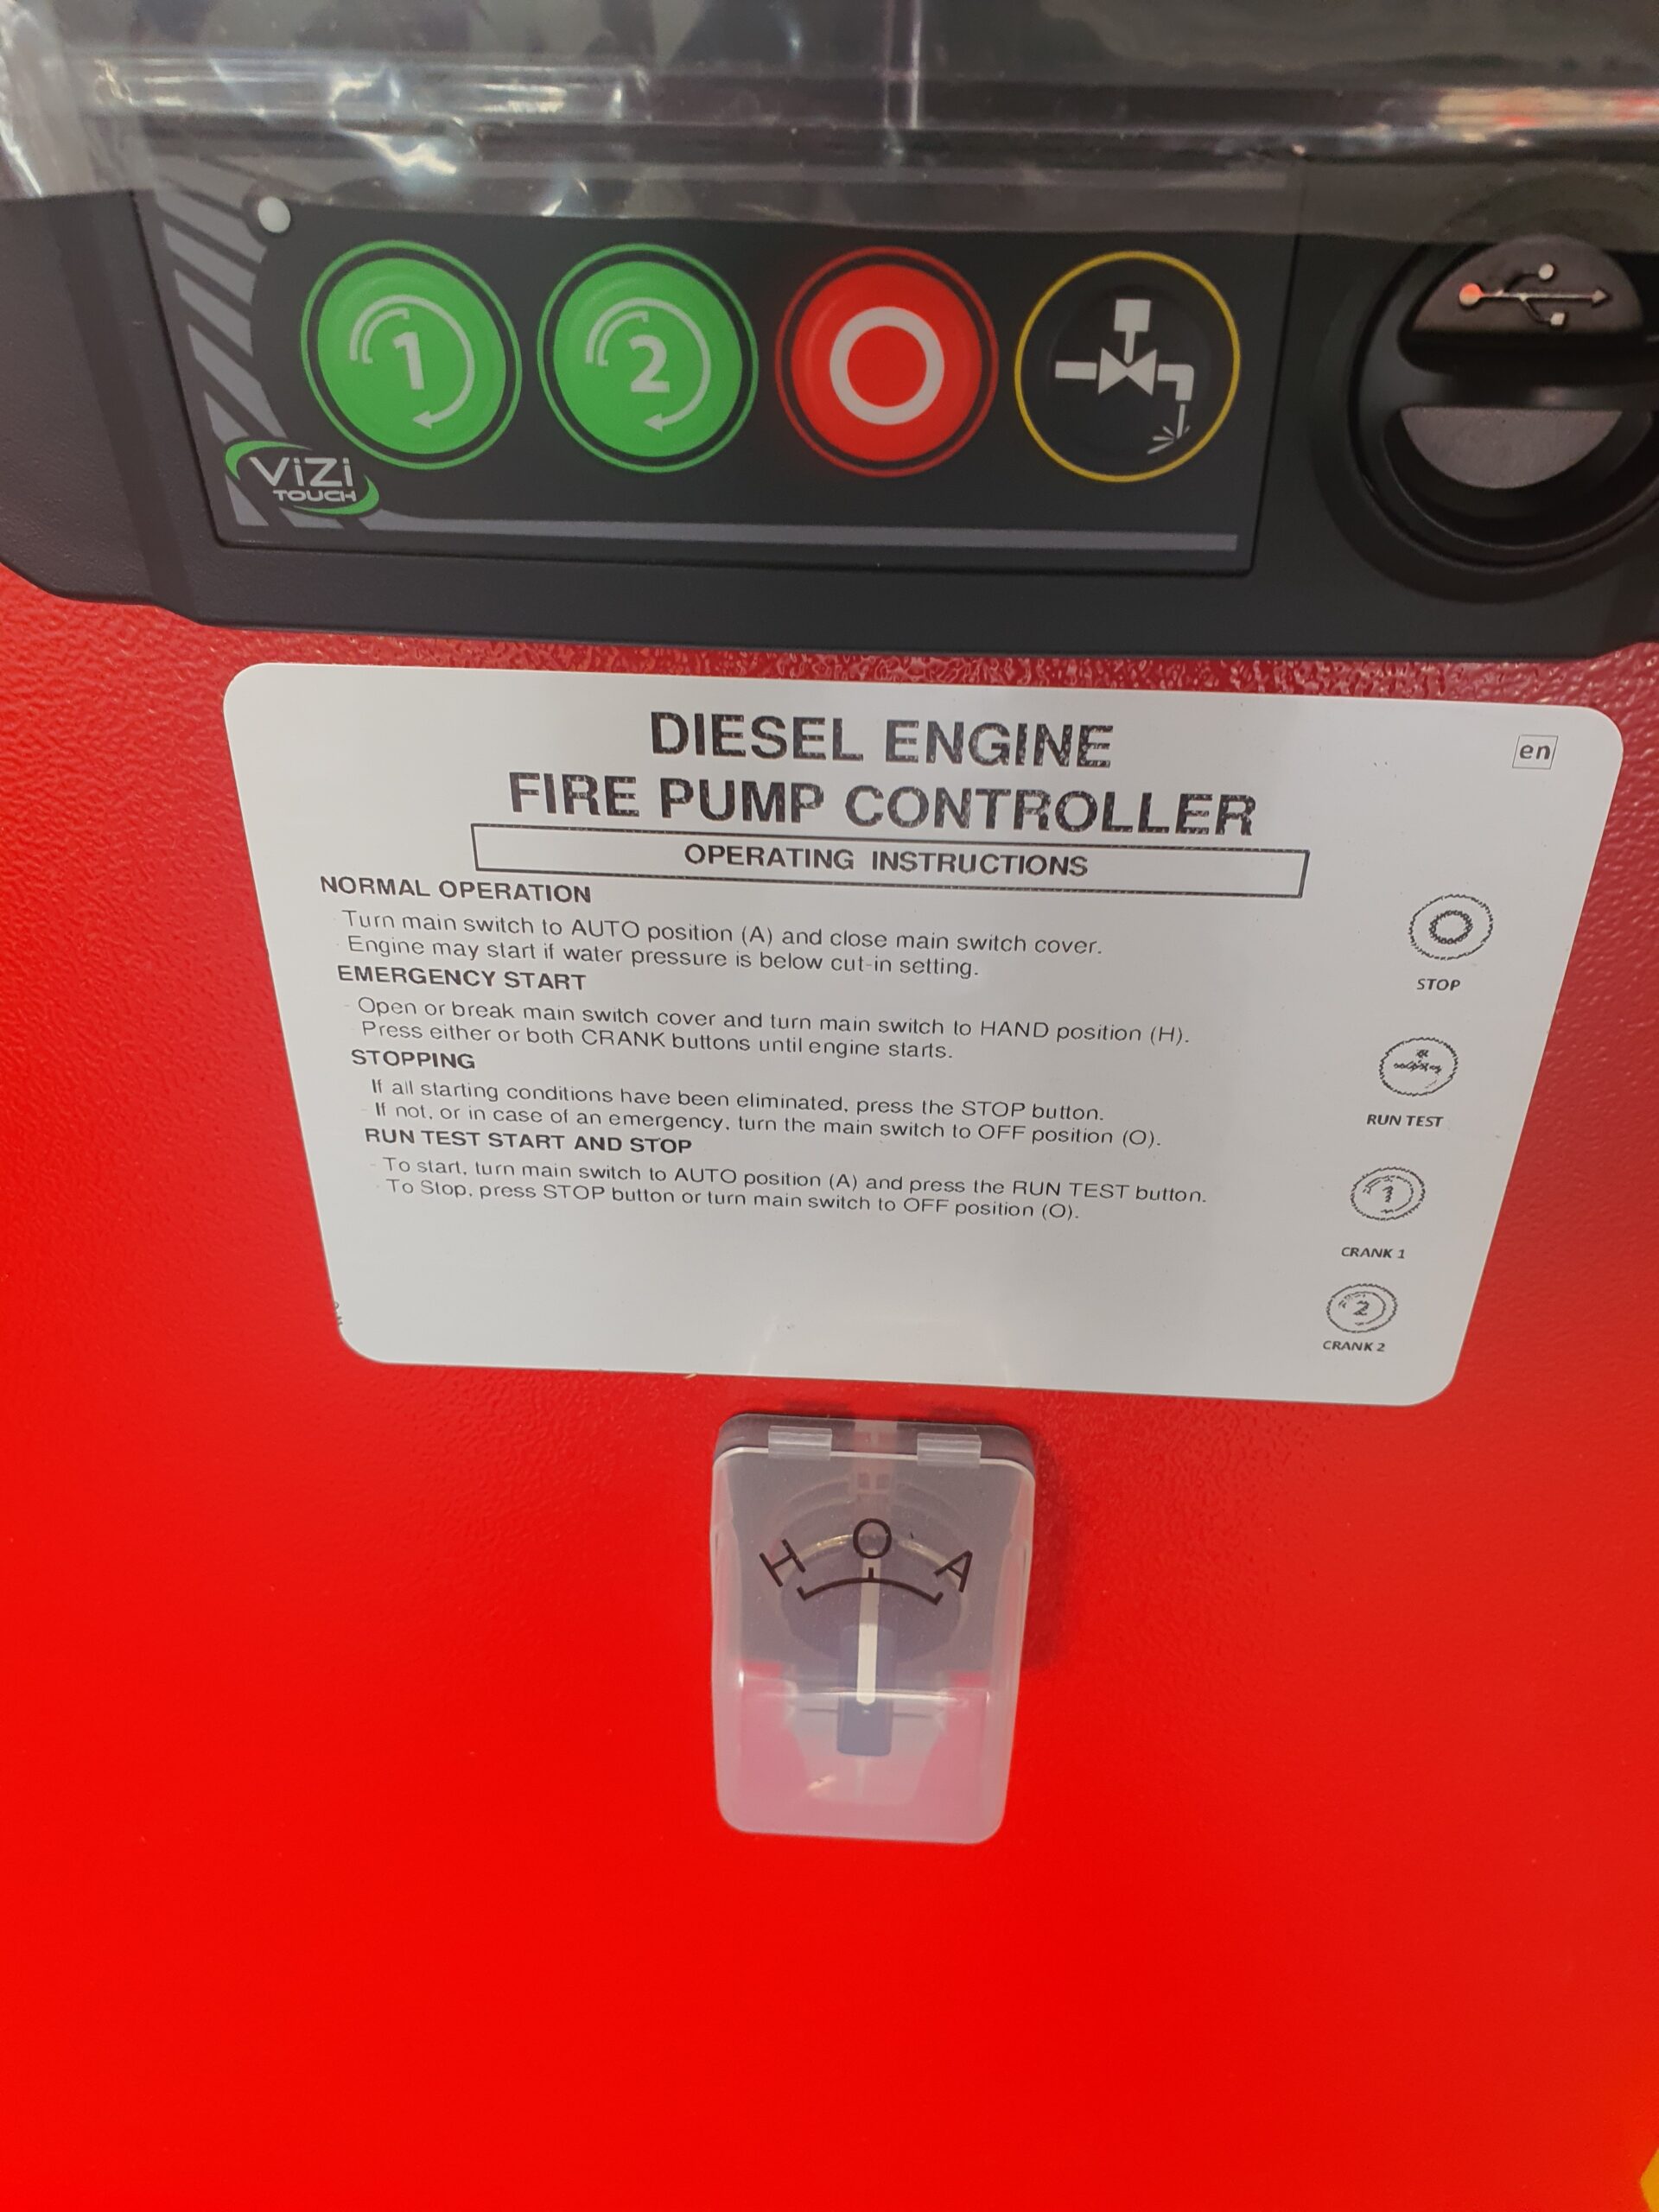 1
2
ViZi
TOUCH
DIESEL ENGINE
en
FIRE PUMP CONTROLLER
OPERATING INSTRUCTIONS
NORMAL OPERATION
Turn main switch to AUTO position (A) and close main switch cover.
- Engine may start if water pressure is below cut-in setting.
EMERGENCY START
- Open or break main switch cover and turn main switch to HAND position (H).
Press either or both CRANK buttons until engine starts.
STOPPING
If all starting conditions have been eliminated, press the STOP button.
- If not, or in case of an emergency, turn the main switch to OFF position (O).
RUN TEST START AND STOP
- To start, turn main switch to AUTO position (A) and press the RUN TEST button.
- To Stop, press STOP button or turn main switch to OFF position (O).
STOP
RUN TEST
1
CRANK 1
2
CRANK 2
H O A